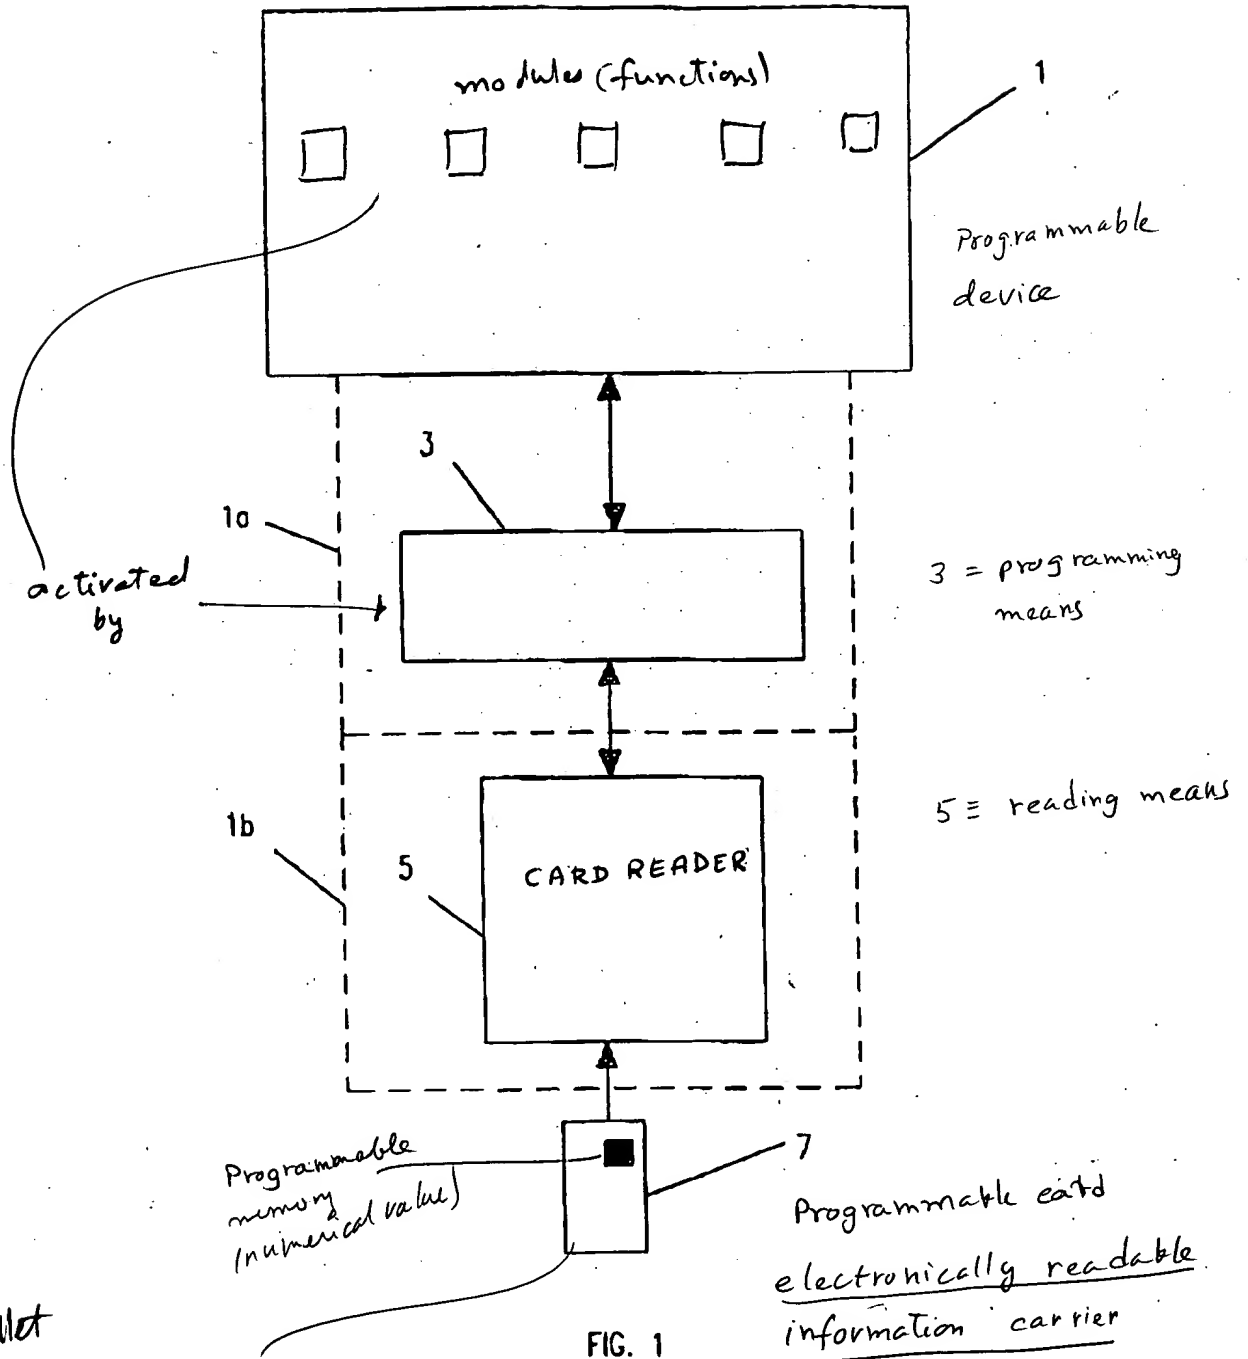 modules (functions)
1
Programmable
device
3
1a
activated
by
3 = programming
means
1b
5
CARD READER
5 ≡ reading means
Programmable
memory
(numerical value)
7
Programmable card
electronically readable
information carrier
FIG. 1